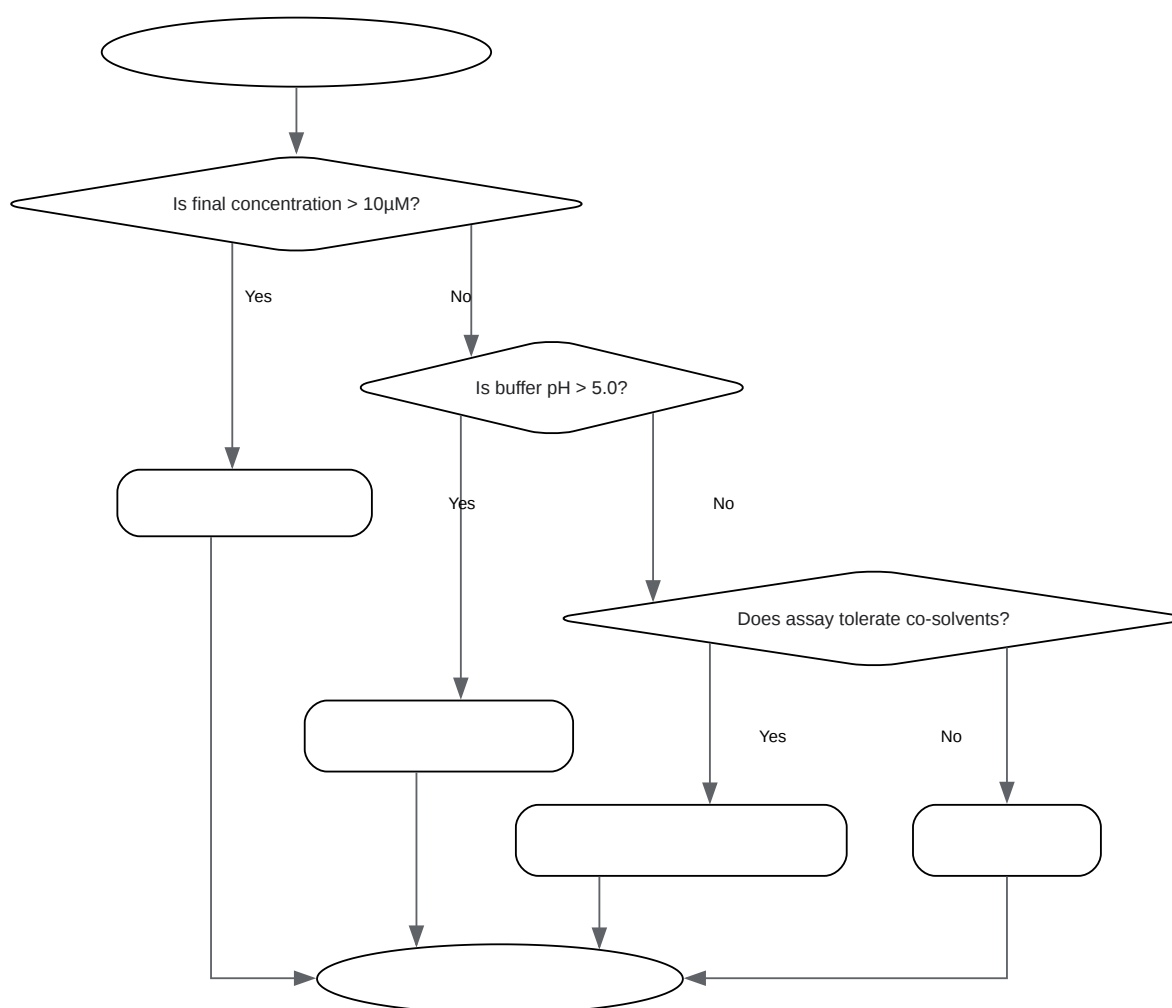 Is final concentration > 10µM?
Yes
No
Is buffer pH > 5.0?
Yes
No
Does assay tolerate co-solvents?
Yes
No